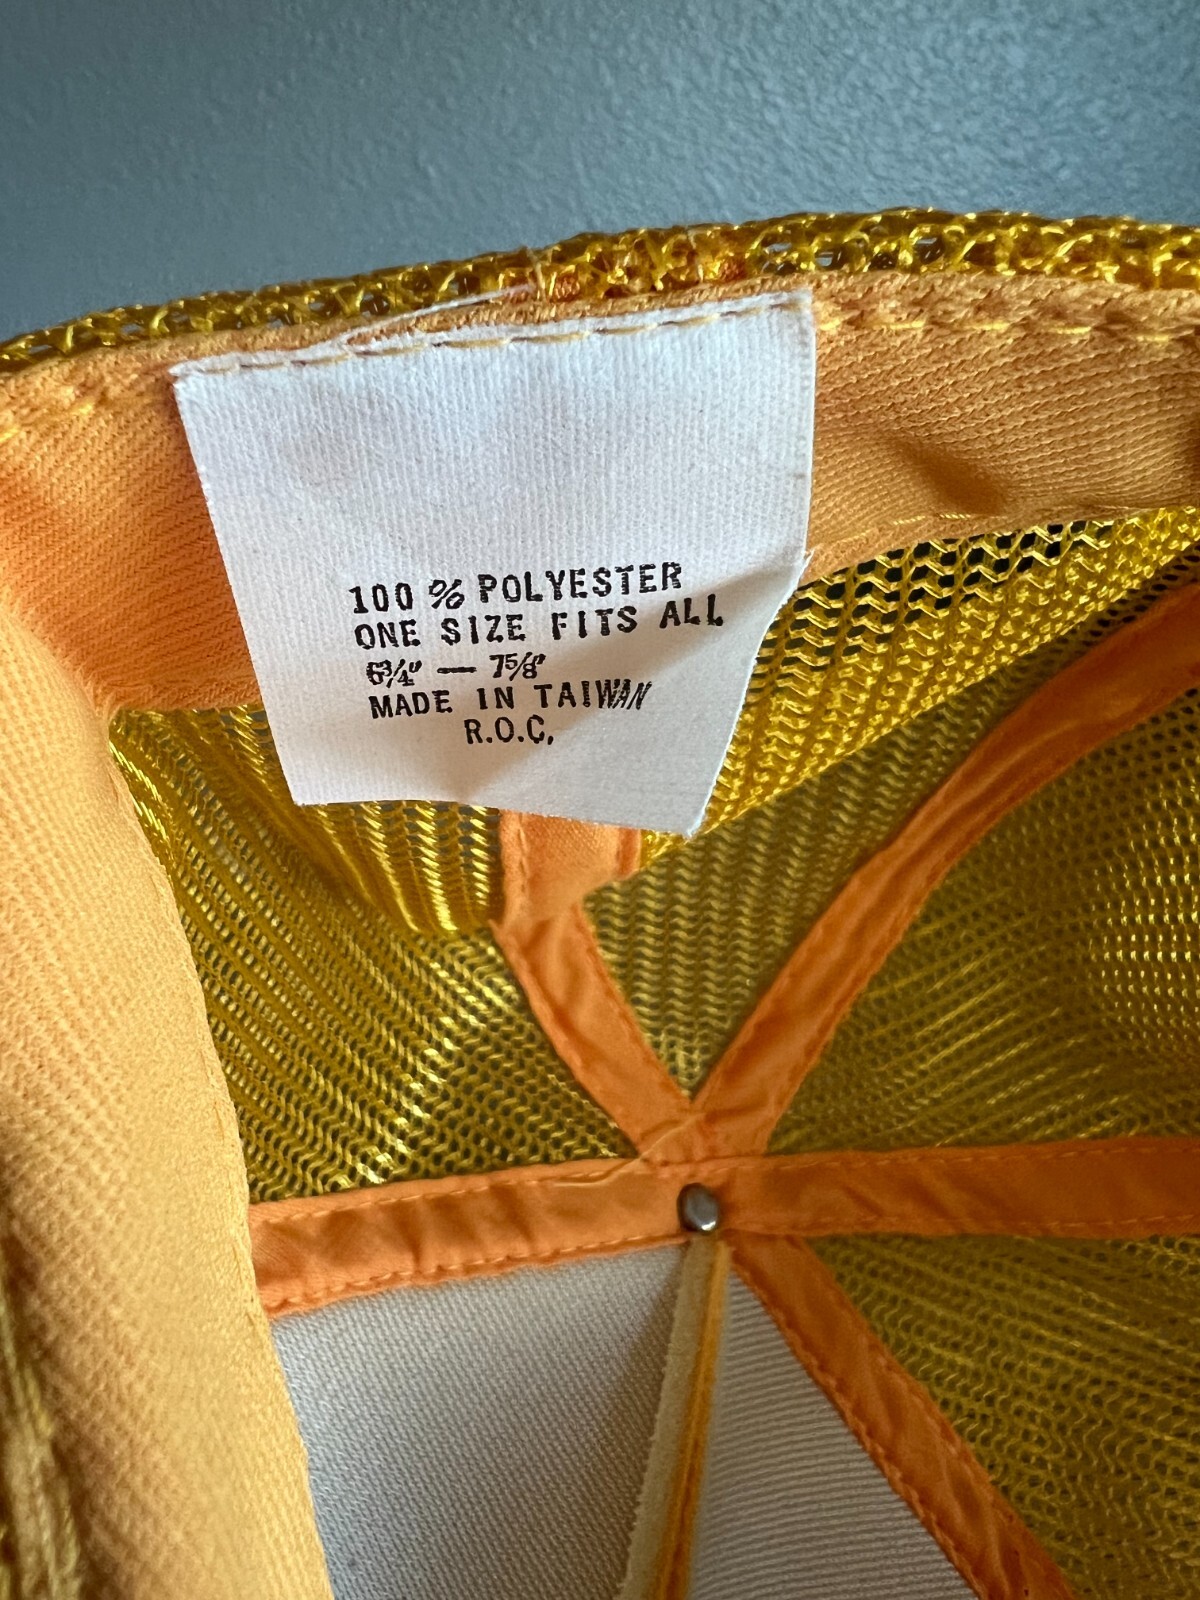 100 % POLYESTER
ONE SIZE FITS ALL
6¾" — 7⅝"
MADE IN TAIWAN
R.O.C.